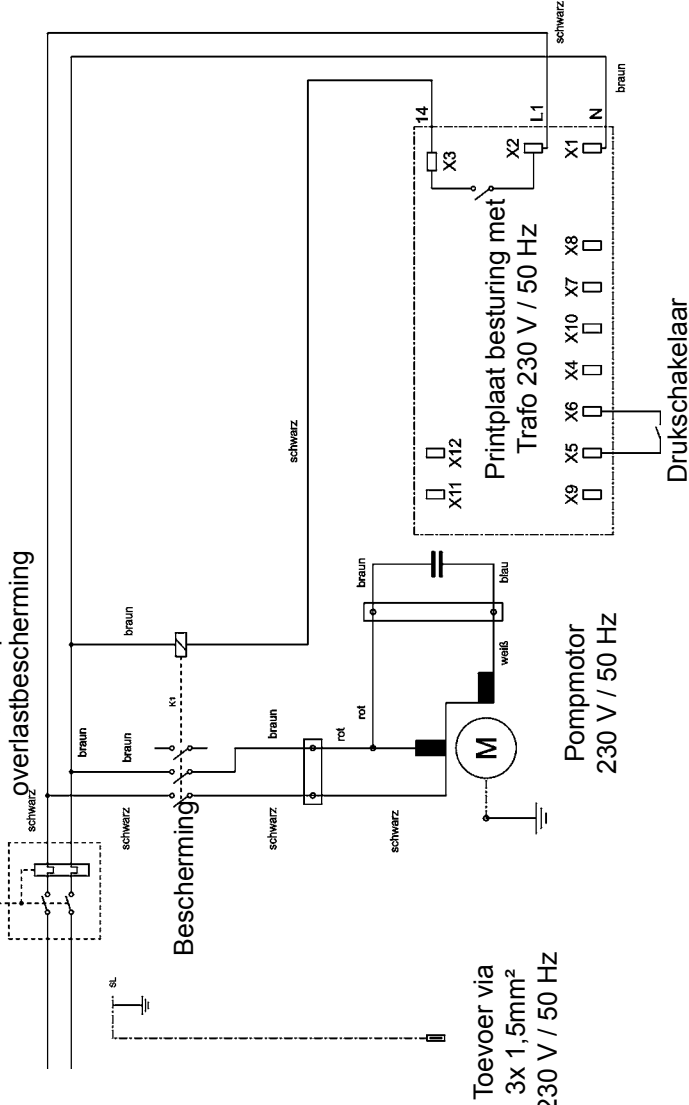 overlastbescherming
schwarz
schwarz
braun
braun
braun
braun
K1
schwarz
schwarz
Bescherming
schwarz
braun
schwarz
rot
rot
schwarz
braun
blau
weiß
M
Pompmotor
230 V / 50 Hz
SL
Toevoer via
3x 1,5mm²
230 V / 50 Hz
14
L1
N
X3
X2
X1
Printplaat besturing met
Trafo 230 V / 50 Hz
X11
X12
X9
X5
X6
X4
X10
X7
X8
Drukschakelaar